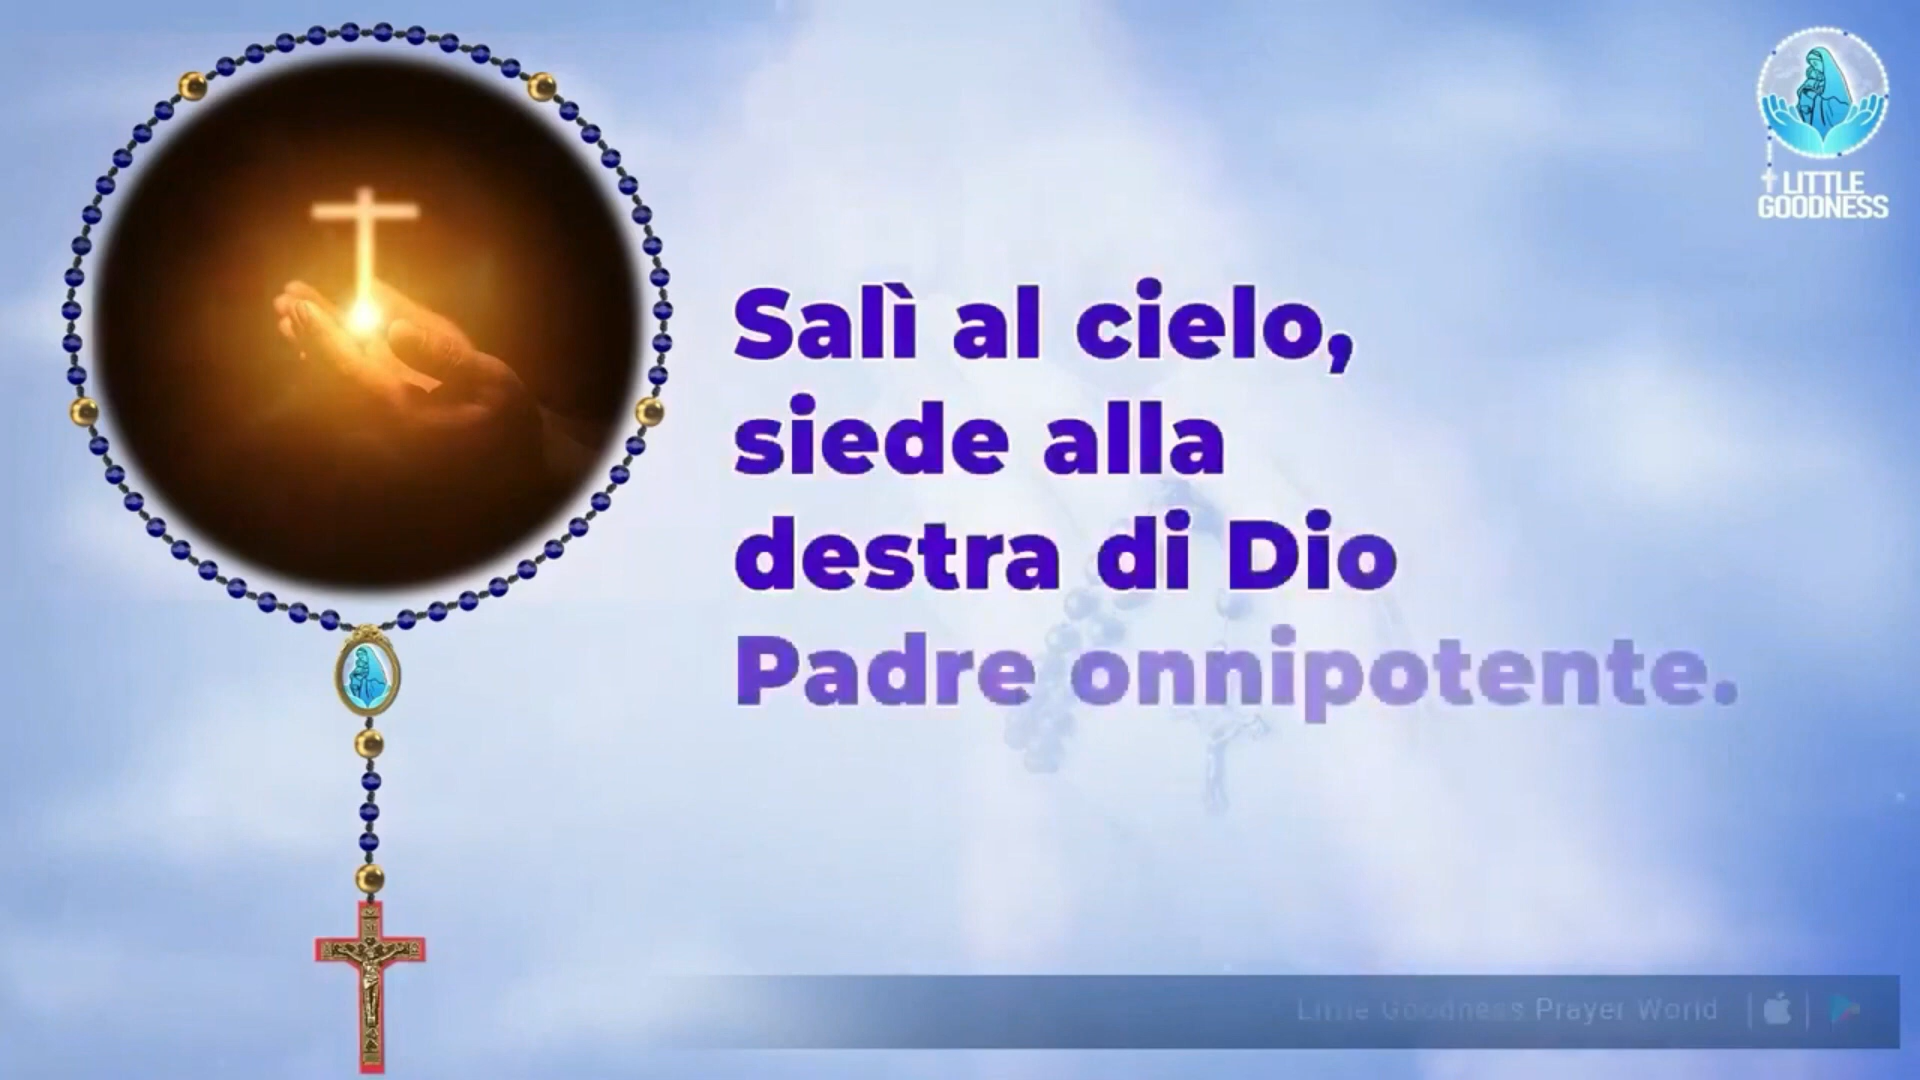 LITTLE
GOODNESS
Salì al cielo,
siede alla
destra di Dio
Padre onnipotente.
Little Goodness Prayer World